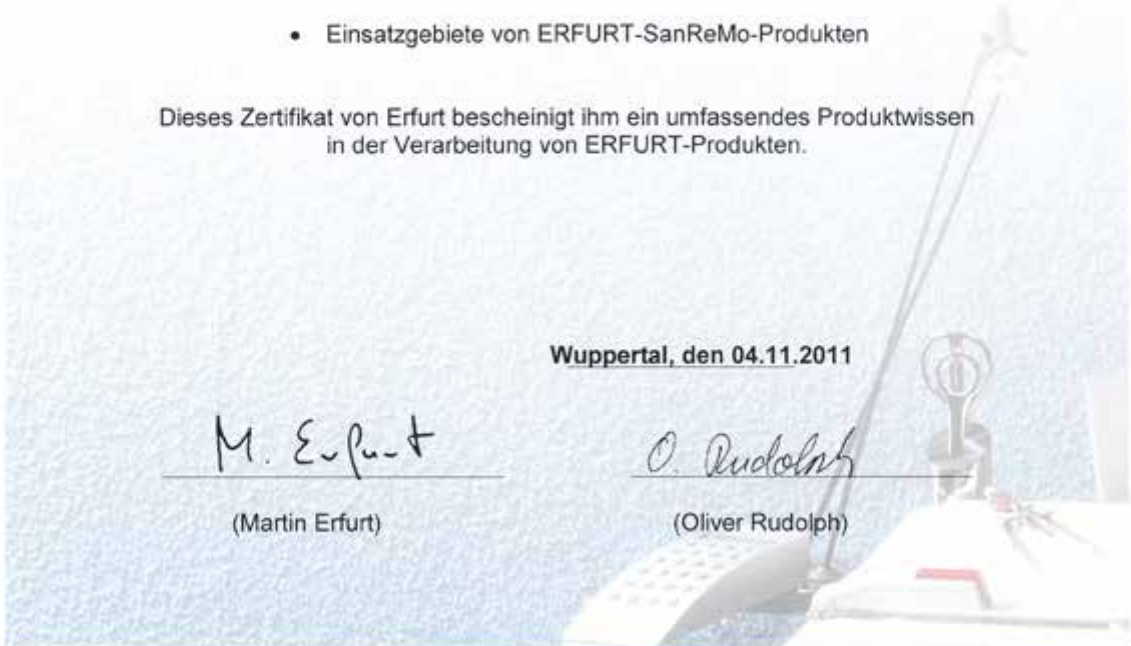 • Einsatzgebiete von ERFURT-SanReMo-Produkten
Dieses Zertifikat von Erfurt bescheinigt ihm ein umfassendes Produktwissen
in der Verarbeitung von ERFURT-Produkten.
Wuppertal, den 04.11.2011
M. Erfurt O. Rudolph
(Martin Erfurt) (Oliver Rudolph)